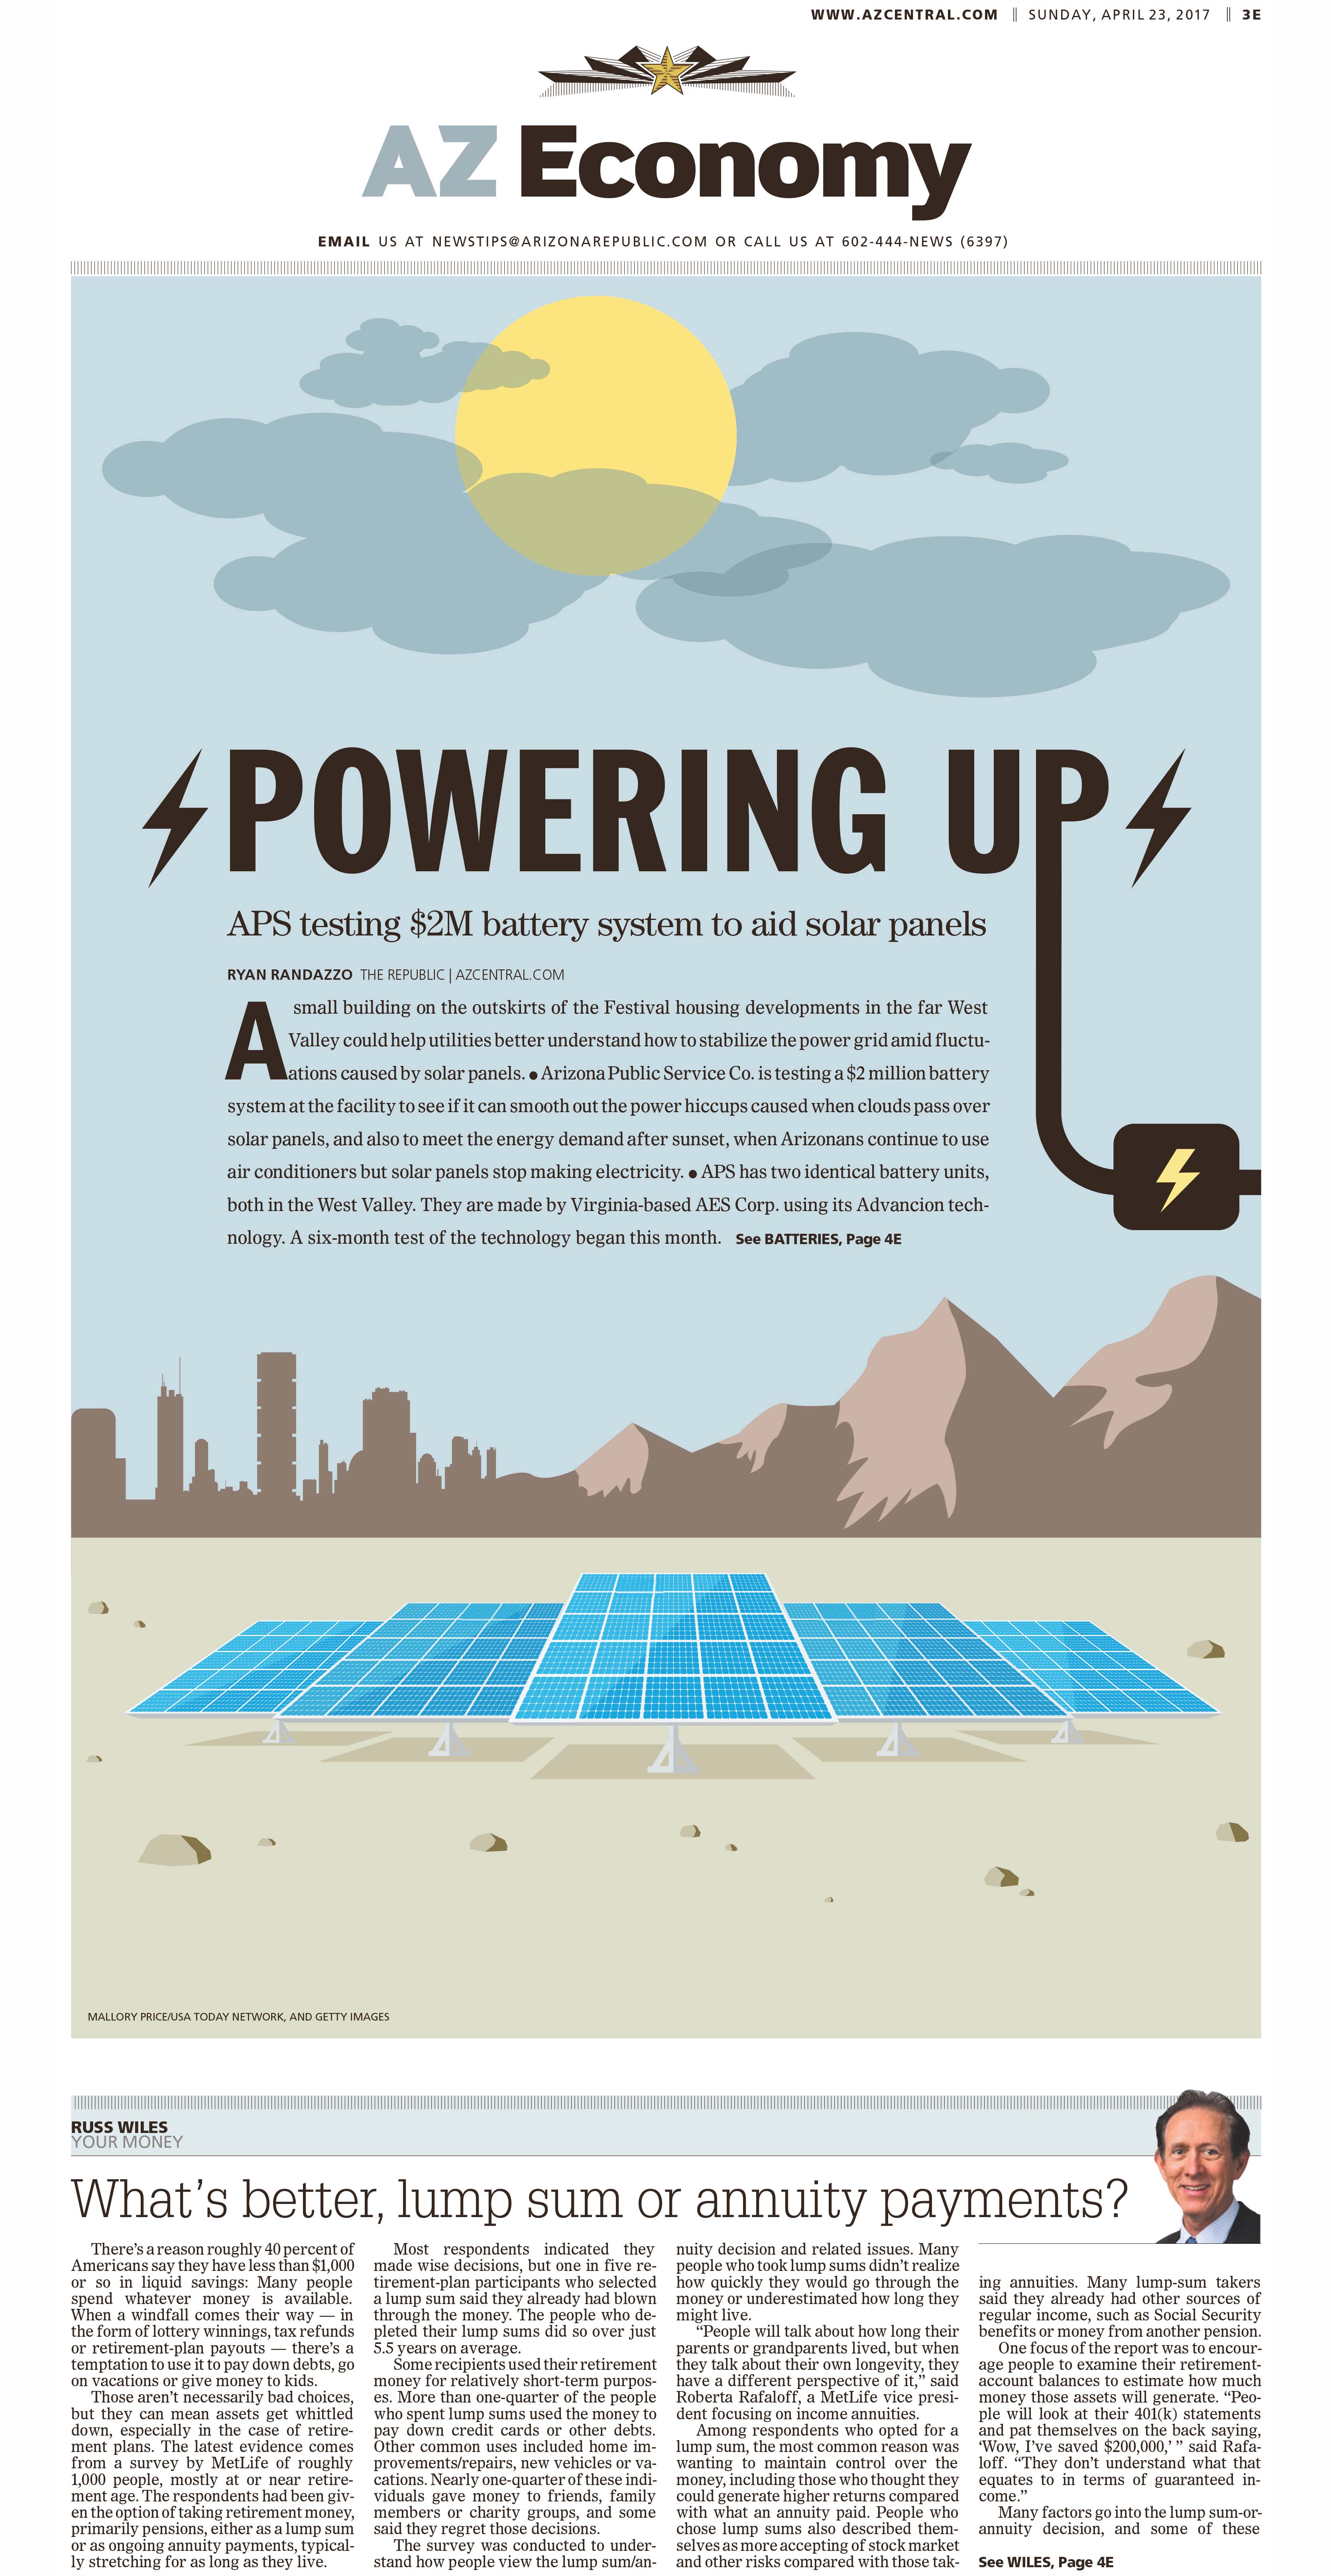 WWW.AZCENTRAL.COM || SUNDAY, APRIL 23, 2017 || 3E
AZ Economy
EMAIL US AT NEWSTIPS@ARIZONAREPUBLIC.COM OR CALL US AT 602-444-NEWS (6397)
POWERING UP
APS testing $2M battery system to aid solar panels
RYAN RANDAZZO THE REPUBLIC | AZCENTRAL.COM
A small building on the outskirts of the Festival housing developments in the far West
Valley could help utilities better understand how to stabilize the power grid amid fluctu-
ations caused by solar panels. ● Arizona Public Service Co. is testing a $2 million battery
system at the facility to see if it can smooth out the power hiccups caused when clouds pass over
solar panels, and also to meet the energy demand after sunset, when Arizonans continue to use
air conditioners but solar panels stop making electricity. ● APS has two identical battery units,
both in the West Valley. They are made by Virginia-based AES Corp. using its Advancion tech-
nology. A six-month test of the technology began this month. See BATTERIES, Page 4E
MALLORY PRICE/USA TODAY NETWORK, AND GETTY IMAGES
RUSS WILES
YOUR MONEY
What's better, lump sum or annuity payments?
There's a reason roughly 40 percent of
Americans say they have less than $1,000
or so in liquid savings: Many people
spend whatever money is available.
When a windfall comes their way — in
the form of lottery winnings, tax refunds
or retirement-plan payouts — there's a
temptation to use it to pay down debts, go
on vacations or give money to kids.
Those aren't necessarily bad choices,
but they can mean assets get whittled
down, especially in the case of retire-
ment plans. The latest evidence comes
from a survey by MetLife of roughly
1,000 people, mostly at or near retire-
ment age. The respondents had been giv-
en the option of taking retirement money,
primarily pensions, either as a lump sum
or as ongoing annuity payments, typical-
ly stretching for as long as they live.
Most respondents indicated they
made wise decisions, but one in five re-
tirement-plan participants who selected
a lump sum said they already had blown
through the money. The people who de-
pleted their lump sums did so over just
5.5 years on average.
Some recipients used their retirement
money for relatively short-term purpos-
es. More than one-quarter of the people
who spent lump sums used the money to
pay down credit cards or other debts.
Other common uses included home im-
provements/repairs, new vehicles or va-
cations. Nearly one-quarter of these indi-
viduals gave money to friends, family
members or charity groups, and some
said they regret those decisions.
The survey was conducted to under-
stand how people view the lump sum/an-
nuity decision and related issues. Many
people who took lump sums didn't realize
how quickly they would go through the
money or underestimated how long they
might live.
"People will talk about how long their
parents or grandparents lived, but when
they talk about their own longevity, they
have a different perspective of it," said
Roberta Rafaloff, a MetLife vice presi-
dent focusing on income annuities.
Among respondents who opted for a
lump sum, the most common reason was
wanting to maintain control over the
money, including those who thought they
could generate higher returns compared
with what an annuity paid. People who
chose lump sums also described them-
selves as more accepting of stock market
and other risks compared with those tak-
ing annuities. Many lump-sum takers
said they already had other sources of
regular income, such as Social Security
benefits or money from another pension.
One focus of the report was to encour-
age people to examine their retirement-
account balances to estimate how much
money those assets will generate. "Peo-
ple will look at their 401(k) statements
and pat themselves on the back saying,
'Wow, I've saved $200,000,' " said Rafa-
loff. "They don't understand what that
equates to in terms of guaranteed in-
come."
Many factors go into the lump sum-or-
annuity decision, and some of these
See WILES, Page 4E